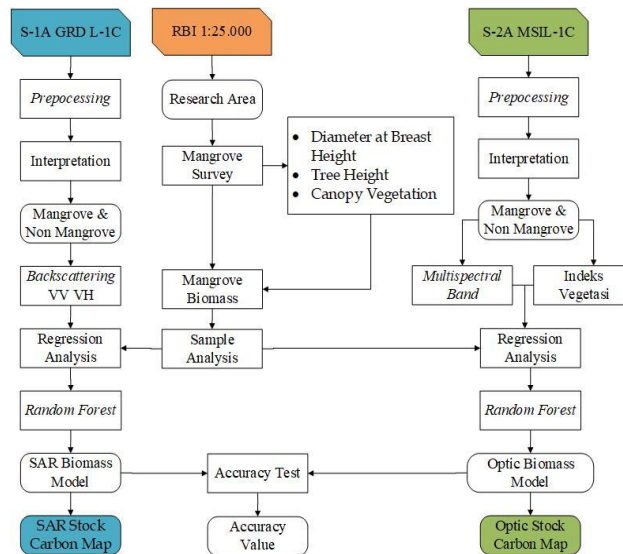 S-1A GRD L-1C
RBI 1:25.000
S-2A MSIL-1C
Prepocessing
Research Area
Prepocessing
Interpretation
Mangrove
Survey
● Diameter at Breast
Height
● Tree Height
● Canopy Vegetation
Interpretation
Mangrove &
Non Mangrove
Mangrove &
Non Mangrove
Backscattering
VV VH
Mangrove
Biomass
Multispectral
Band
Indeks
Vegetasi
Regression
Analysis
Sample
Analysis
Regression
Analysis
Random Forest
Random Forest
SAR Biomass
Model
Accuracy Test
Optic Biomass
Model
SAR Stock
Carbon Map
Accuracy
Value
Optic Stock
Carbon Map